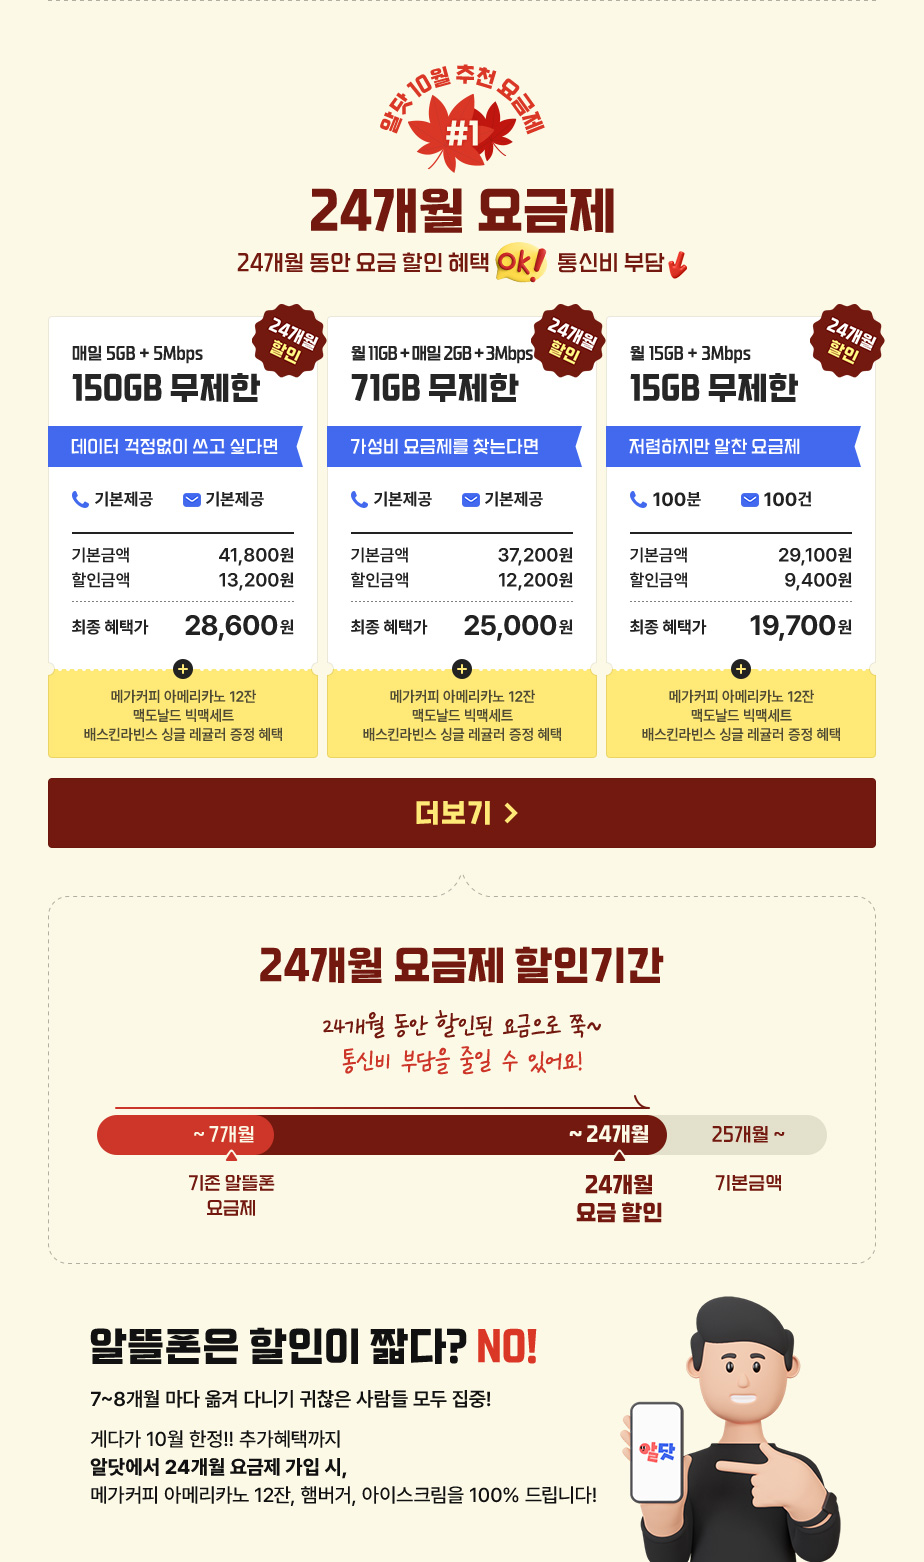 알닷 10월 추천 요금제
#1
24개월 요금제
24개월 동안 요금 할인 혜택 OK! 통신비 부담
24개월
할인
매일 5GB + 5Mbps
150GB 무제한
데이터 걱정없이 쓰고 싶다면
기본제공 기본제공
기본금액 41,800원
할인금액 13,200원
최종 혜택가 28,600원
메가커피 아메리카노 12잔
맥도날드 빅맥세트
배스킨라빈스 싱글 레귤러 증정 혜택
24개월
할인
월 11GB + 매일 2GB + 3Mbps
71GB 무제한
가성비 요금제를 찾는다면
기본제공 기본제공
기본금액 37,200원
할인금액 12,200원
최종 혜택가 25,000원
메가커피 아메리카노 12잔
맥도날드 빅맥세트
배스킨라빈스 싱글 레귤러 증정 혜택
24개월
할인
월 15GB + 3Mbps
15GB 무제한
저렴하지만 알찬 요금제
100분 100건
기본금액 29,100원
할인금액 9,400원
최종 혜택가 19,700원
메가커피 아메리카노 12잔
맥도날드 빅맥세트
배스킨라빈스 싱글 레귤러 증정 혜택
더보기 >
24개월 요금제 할인기간
24개월 동안 할인된 요금으로 쭉~
통신비 부담을 줄일 수 있어요!
~ 7개월 ~ 24개월 25개월 ~
기존 알뜰폰
요금제
24개월
요금 할인
기본금액
알뜰폰은 할인이 짧다? NO!
7~8개월 마다 옮겨 다니기 귀찮은 사람들 모두 집중!
게다가 10월 한정!! 추가혜택까지
알닷에서 24개월 요금제 가입 시,
메가커피 아메리카노 12잔, 햄버거, 아이스크림을 100% 드립니다!
알닷